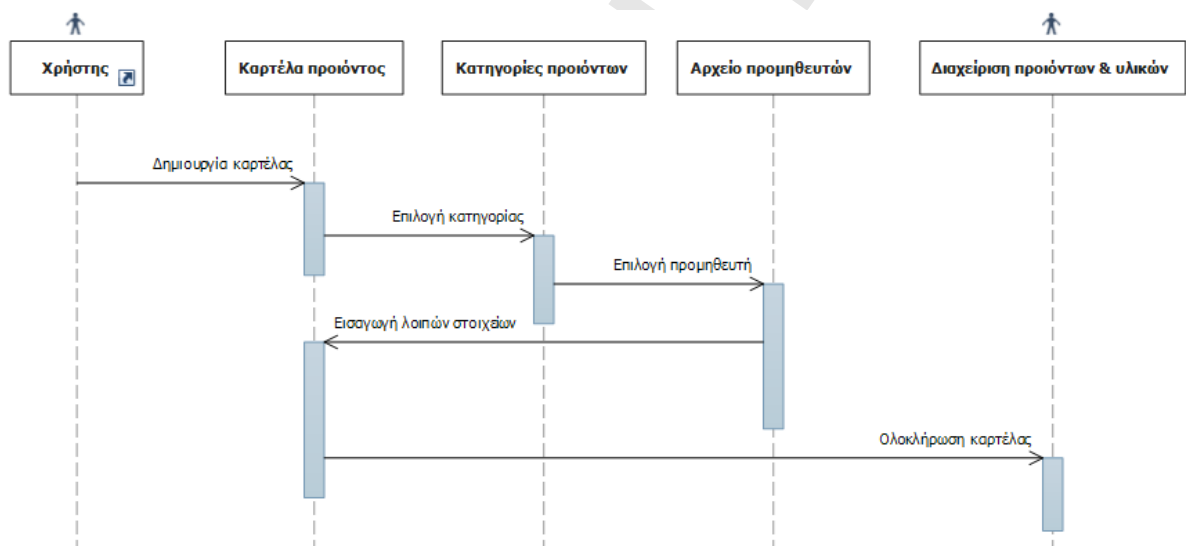 Χρήστης
Καρτέλα προιόντος
Κατηγορίες προιόντων
Αρχείο προμηθευτών
Διαχείριση προιόντων & υλικών
Δημιουργία καρτέλας
Επιλογή κατηγορίας
Επιλογή προμηθευτή
Εισαγωγή λοιπών στοιχείων
Ολοκλήρωση καρτέλας